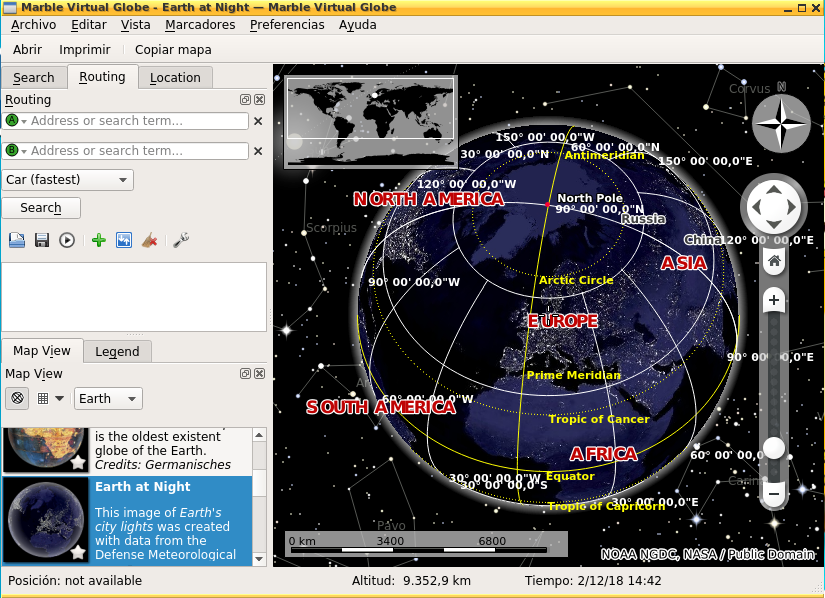 Marble Virtual Globe - Earth at Night — Marble Virtual Globe
Archivo Editar Vista Marcadores Preferencias Ayuda
Abrir Imprimir Copiar mapa
Search Routing Location
Routing
A Address or search term...
B Address or search term...
Car (fastest)
Search
Map View Legend
Map View
Earth
is the oldest existent
globe of the Earth.
Credits: Germanisches
Earth at Night
This image of Earth's
city lights was created
with data from the
Defense Meteorological
Corvus
N
150° 00' 00,0"W
60° 00' 00,0"N
30° 00' 00,0"N
Antimeridian
150° 00' 00,0"E
120° 00' 00,0"W
NORTH AMERICA
North Pole
90° 00' 00,0"N
Russia
Scorpius
China
120° 00' 00,0"E
ASIA
90° 00' 00,0"W
Arctic Circle
EUROPE
90° 00' 00,0"E
Prime Meridian
60° 00' 00,0"W
SOUTH AMERICA
Tropic of Cancer
AFRICA
60° 00' 00,0
30° 00' 00,0"W
Equator
30° 00' 00,0"S
30° 00' 00,0"E
Tropic of Capricorn
Pavo
0 km 3400 6800
NOAA NGDC, NASA / Public Domain
Posición: not available Altitud: 9.352,9 km Tiempo: 2/12/18 14:42